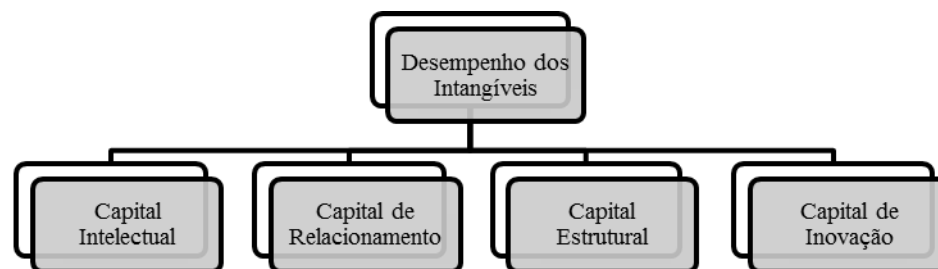 Desempenho dos
Intangíveis
Capital
Intelectual
Capital de
Relacionamento
Capital
Estrutural
Capital de
Inovação